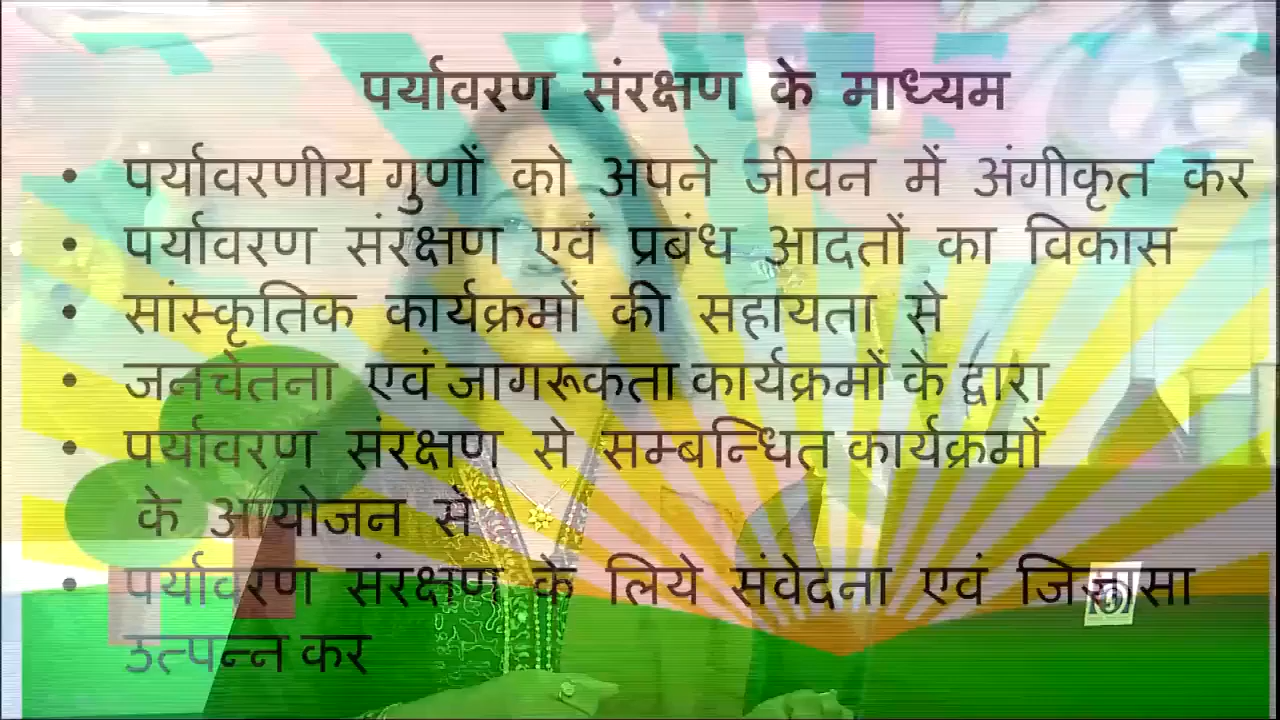 पर्यावरण संरक्षण के माध्यम
• पर्यावरणीय गुणों को अपने जीवन में अंगीकृत कर
• पर्यावरण संरक्षण एवं प्रबंध आदतों का विकास
• सांस्कृतिक कार्यक्रमों की सहायता से
• जनचेतना एवं जागरूकता कार्यक्रमों के द्वारा
• पर्यावरण संरक्षण से सम्बन्धित कार्यक्रमों
के आयोजन से
• पर्यावरण संरक्षण के लिये संवेदना एवं जिज्ञासा
उत्पन्न कर